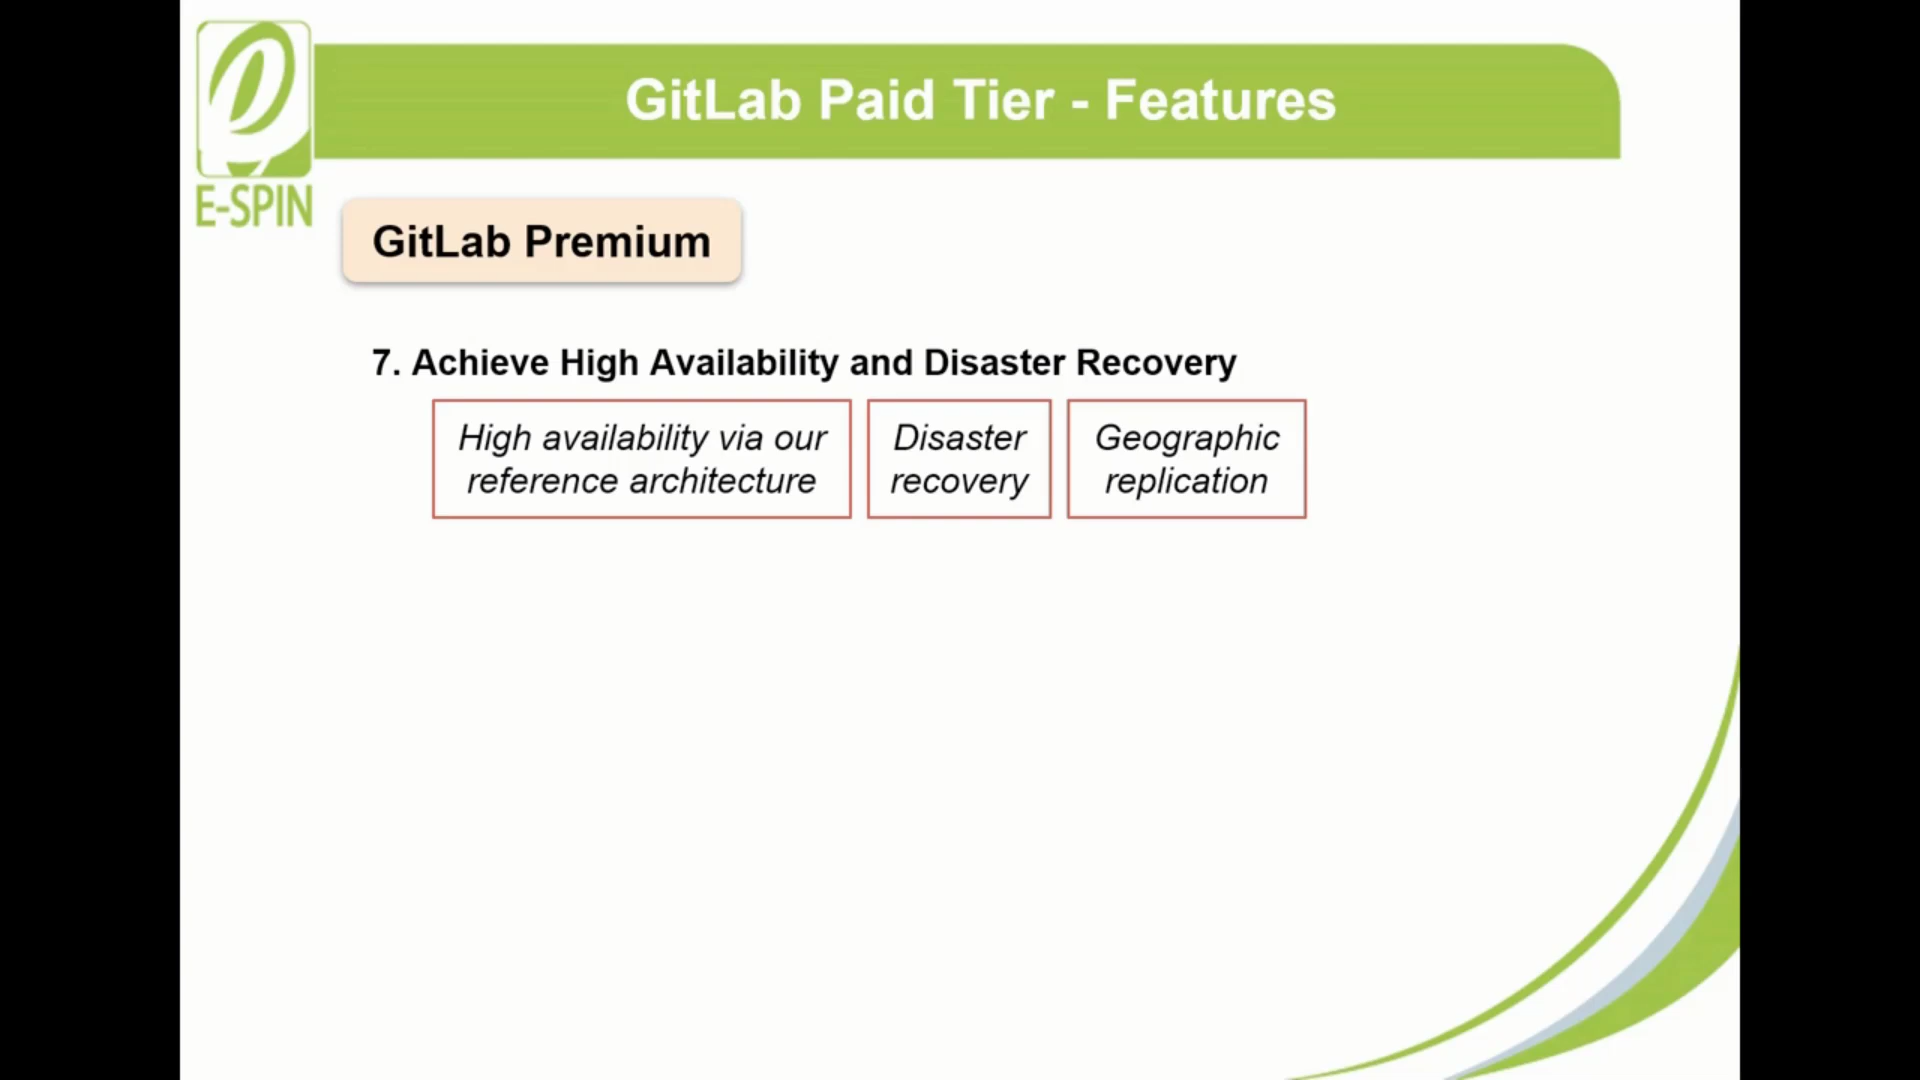 GitLab Paid Tier - Features
E-SPIN
GitLab Premium
7. Achieve High Availability and Disaster Recovery
High availability via our
reference architecture
Disaster
recovery
Geographic
replication